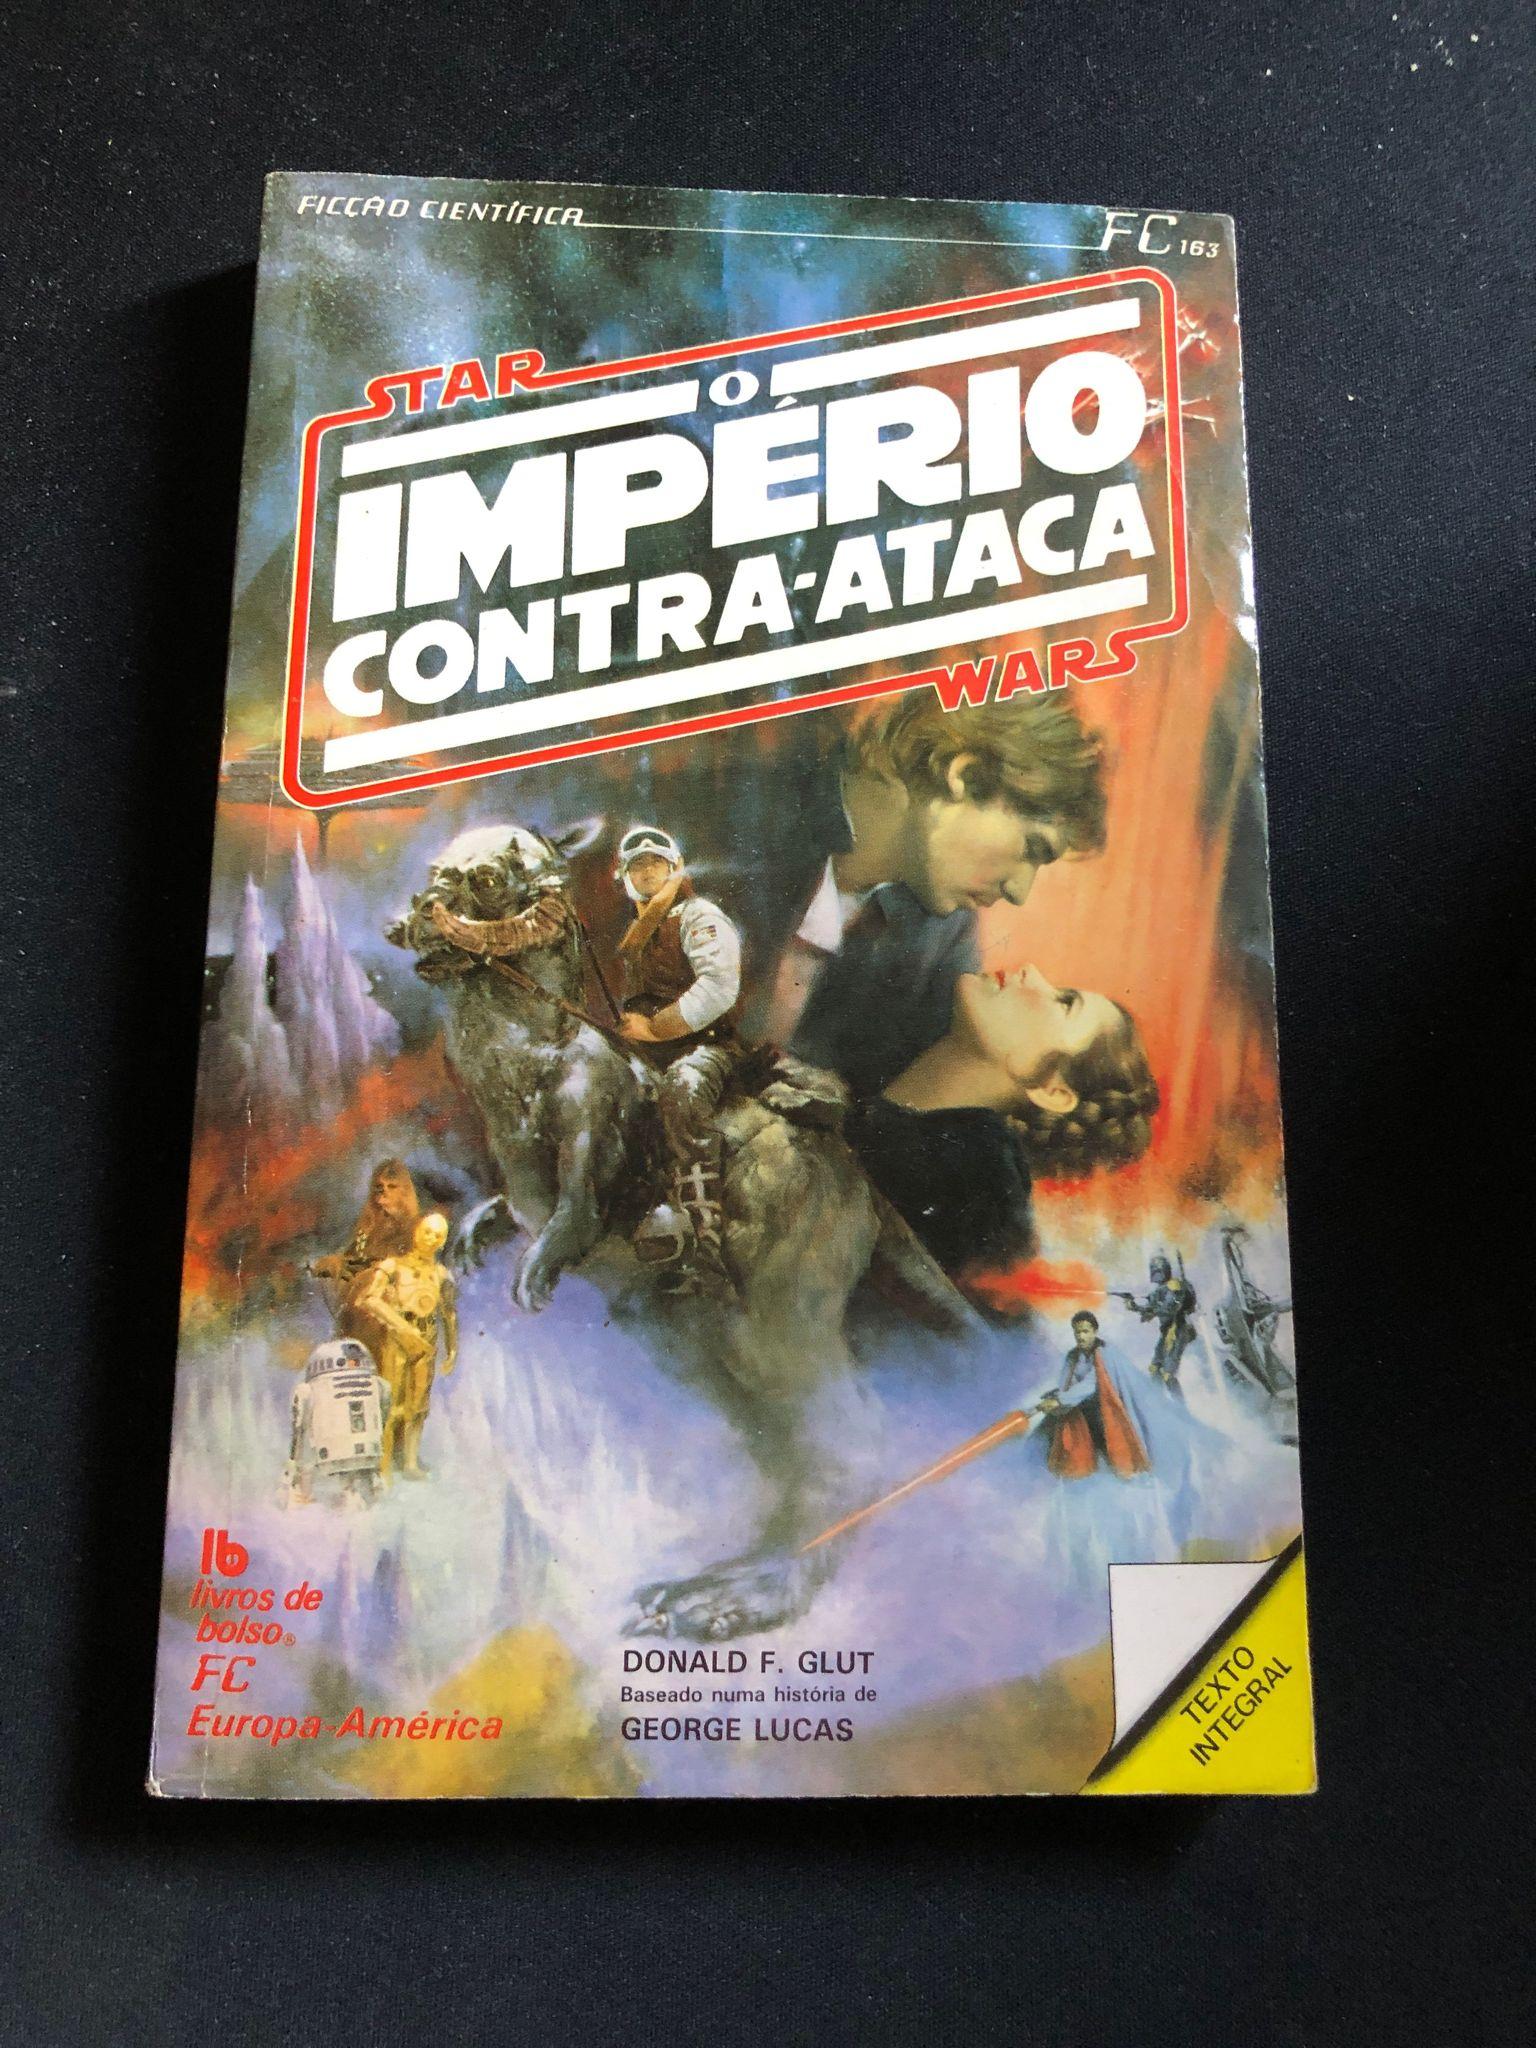 FICÇÃO CIENTÍFICA
FC 163
STAR
O
IMPÉRIO
CONTRA-ATACA
WARS
lb
livros de
bolso®
FC
Europa-América
DONALD F. GLUT
Baseado numa história de
GEORGE LUCAS
TEXTO
INTEGRAL